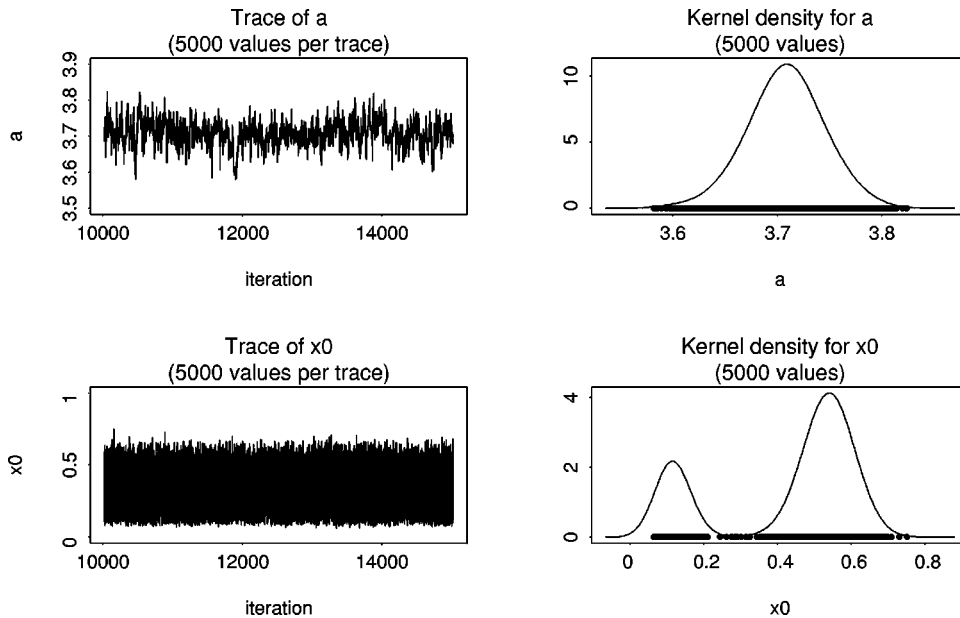 Trace of a
(5000 values per trace)
3.9
3.8
3.7
3.6
3.5
a
10000 12000 14000
iteration
Kernel density for a
(5000 values)
10
5
0
3.6 3.7 3.8
a
Trace of x0
(5000 values per trace)
1
0.5
0
x0
10000 12000 14000
iteration
Kernel density for x0
(5000 values)
4
2
0
0 0.2 0.4 0.6 0.8
x0